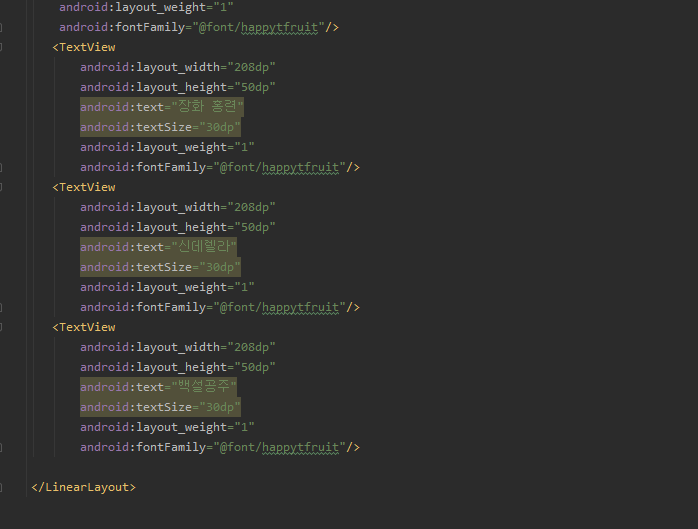 android:layout_weight="1"
android:fontFamily="@font/happytfruit"/>
<TextView
android:layout_width="208dp"
android:layout_height="50dp"
android:text="장화 홍련"
android:textSize="30dp"
android:layout_weight="1"
android:fontFamily="@font/happytfruit"/>
<TextView
android:layout_width="208dp"
android:layout_height="50dp"
android:text="신데렐라"
android:textSize="30dp"
android:layout_weight="1"
android:fontFamily="@font/happytfruit"/>
<TextView
android:layout_width="208dp"
android:layout_height="50dp"
android:text="백설공주"
android:textSize="30dp"
android:layout_weight="1"
android:fontFamily="@font/happytfruit"/>
</LinearLayout>